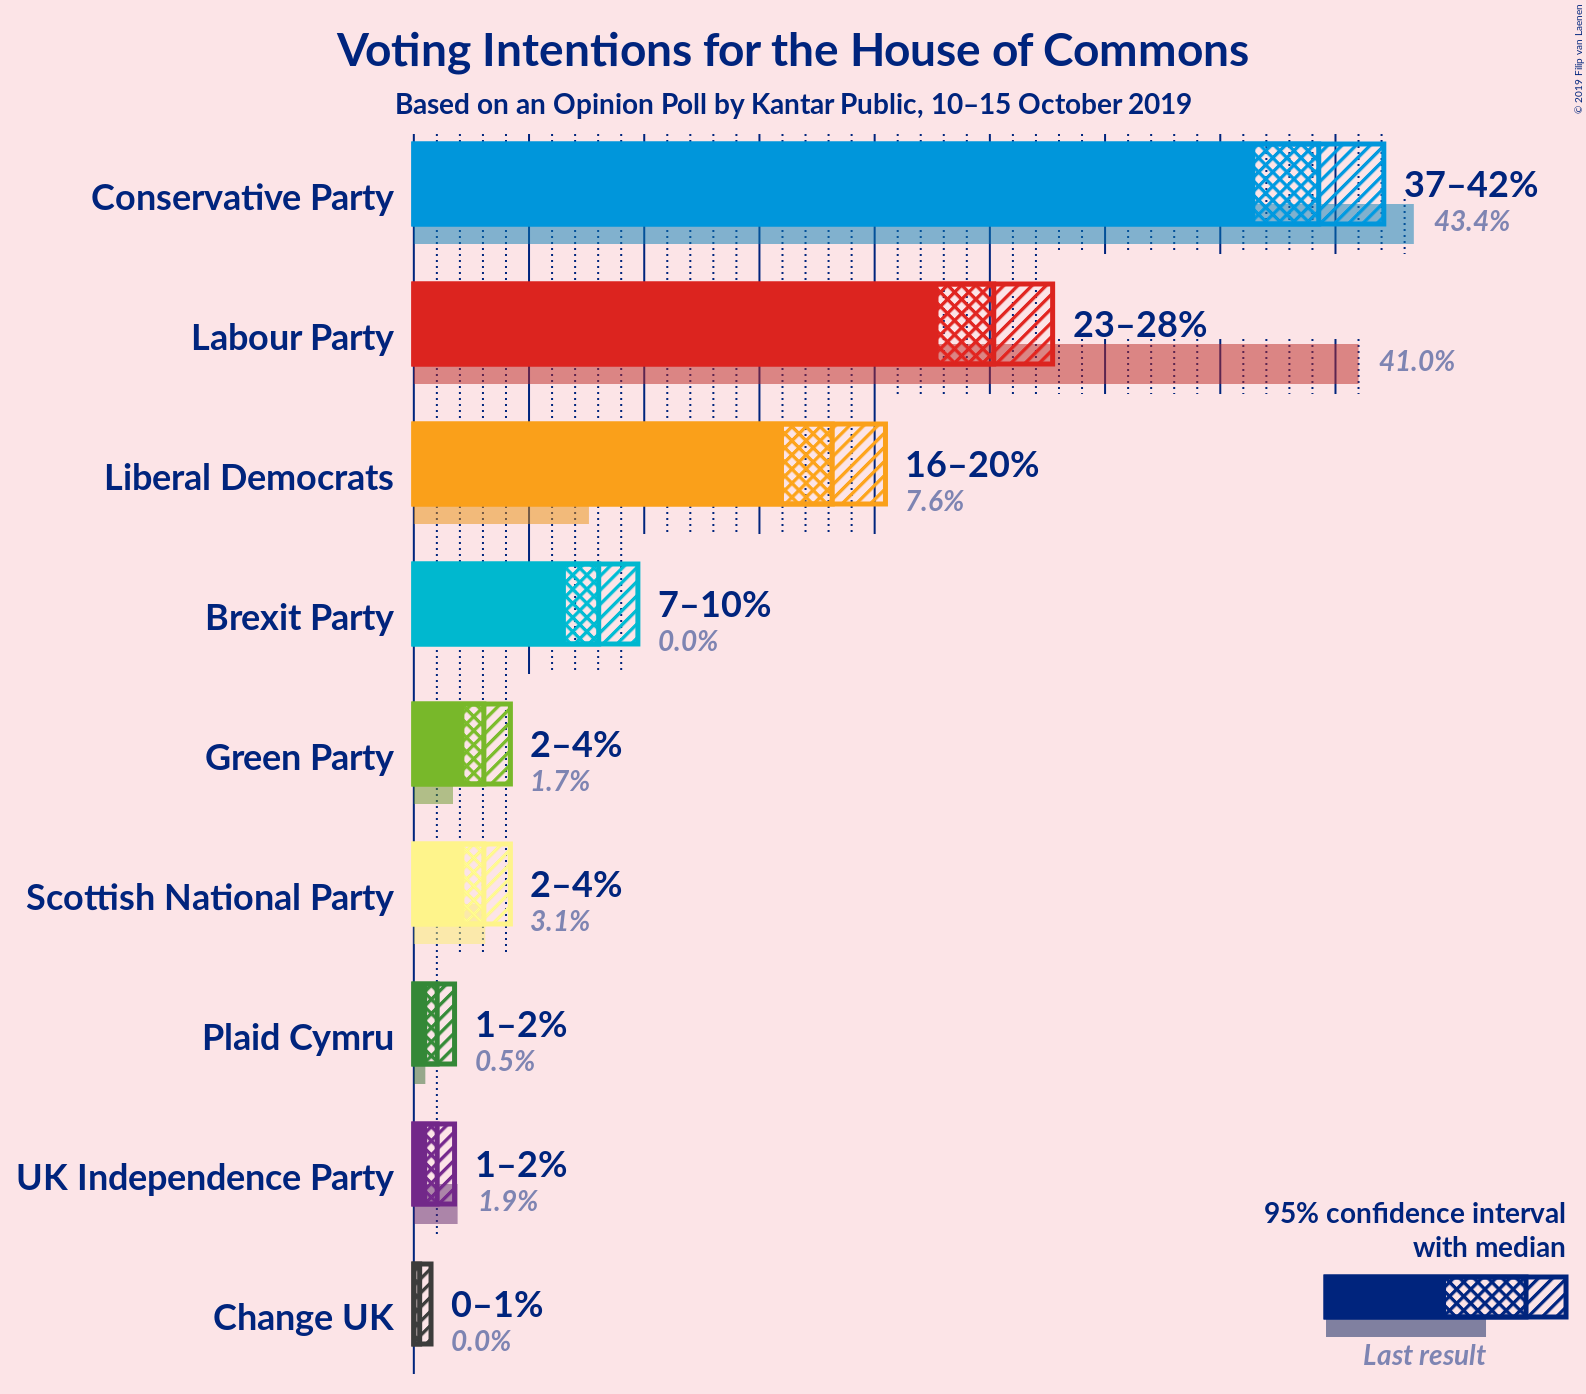 Voting Intentions for the House of Commons
Based on an Opinion Poll by Kantar Public, 10–15 October 2019
© 2019 Filip van Laenen
Conservative Party
37–42%
43.4%
Labour Party
23–28%
41.0%
Liberal Democrats
16–20%
7.6%
Brexit Party
7–10%
0.0%
Green Party
2–4%
1.7%
Scottish National Party
2–4%
3.1%
Plaid Cymru
1–2%
0.5%
UK Independence Party
1–2%
1.9%
Change UK
0–1%
0.0%
95% confidence interval
with median
Last result